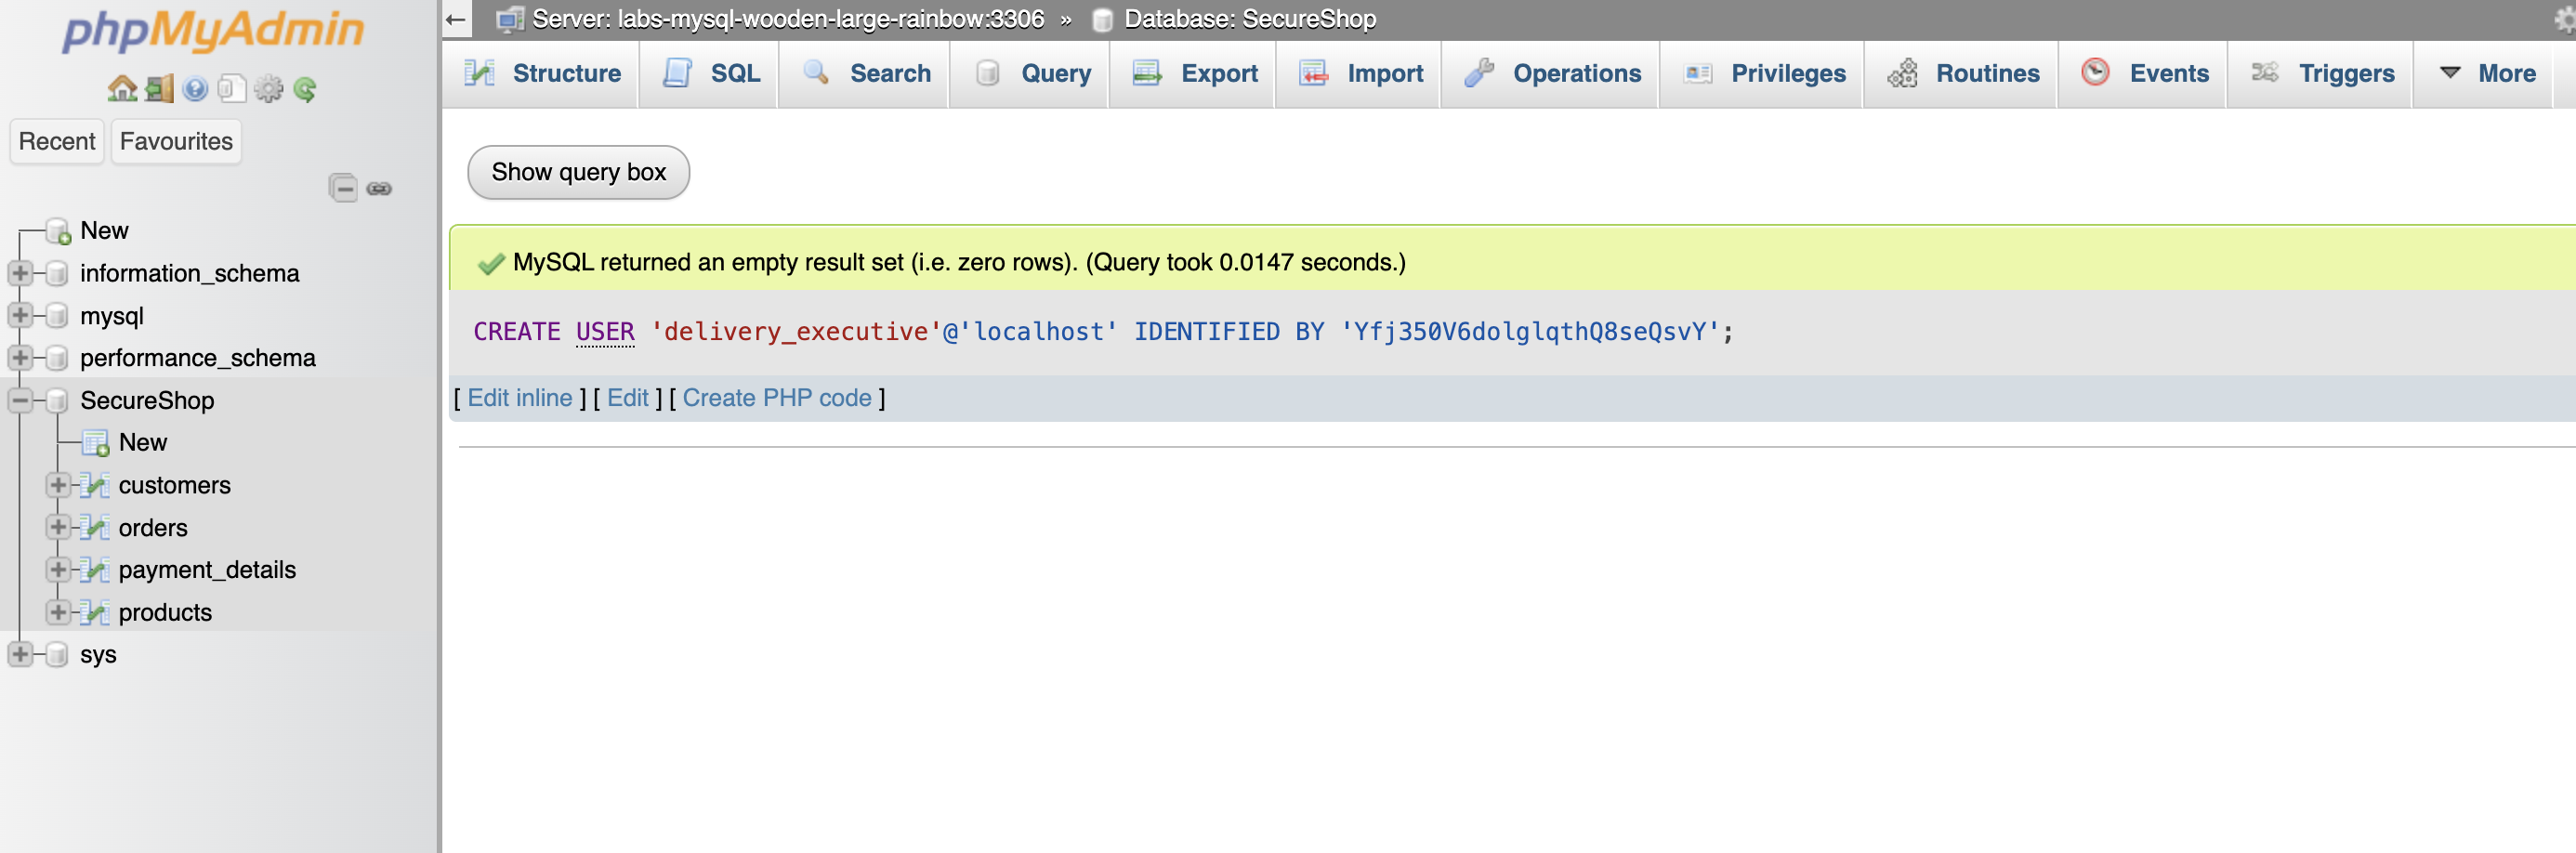 phpMyAdmin
Recent Favourites
New
information_schema
mysql
performance_schema
SecureShop
New
customers
orders
payment_details
products
sys
Server: labs-mysql-wooden-large-rainbow:3306 » Database: SecureShop
Structure SQL Search Query Export Import Operations Privileges Routines Events Triggers More
Show query box
MySQL returned an empty result set (i.e. zero rows). (Query took 0.0147 seconds.)
CREATE USER 'delivery_executive'@'localhost' IDENTIFIED BY 'Yfj350V6dolglqthQ8seQsvY';
[ Edit inline ] [ Edit ] [ Create PHP code ]